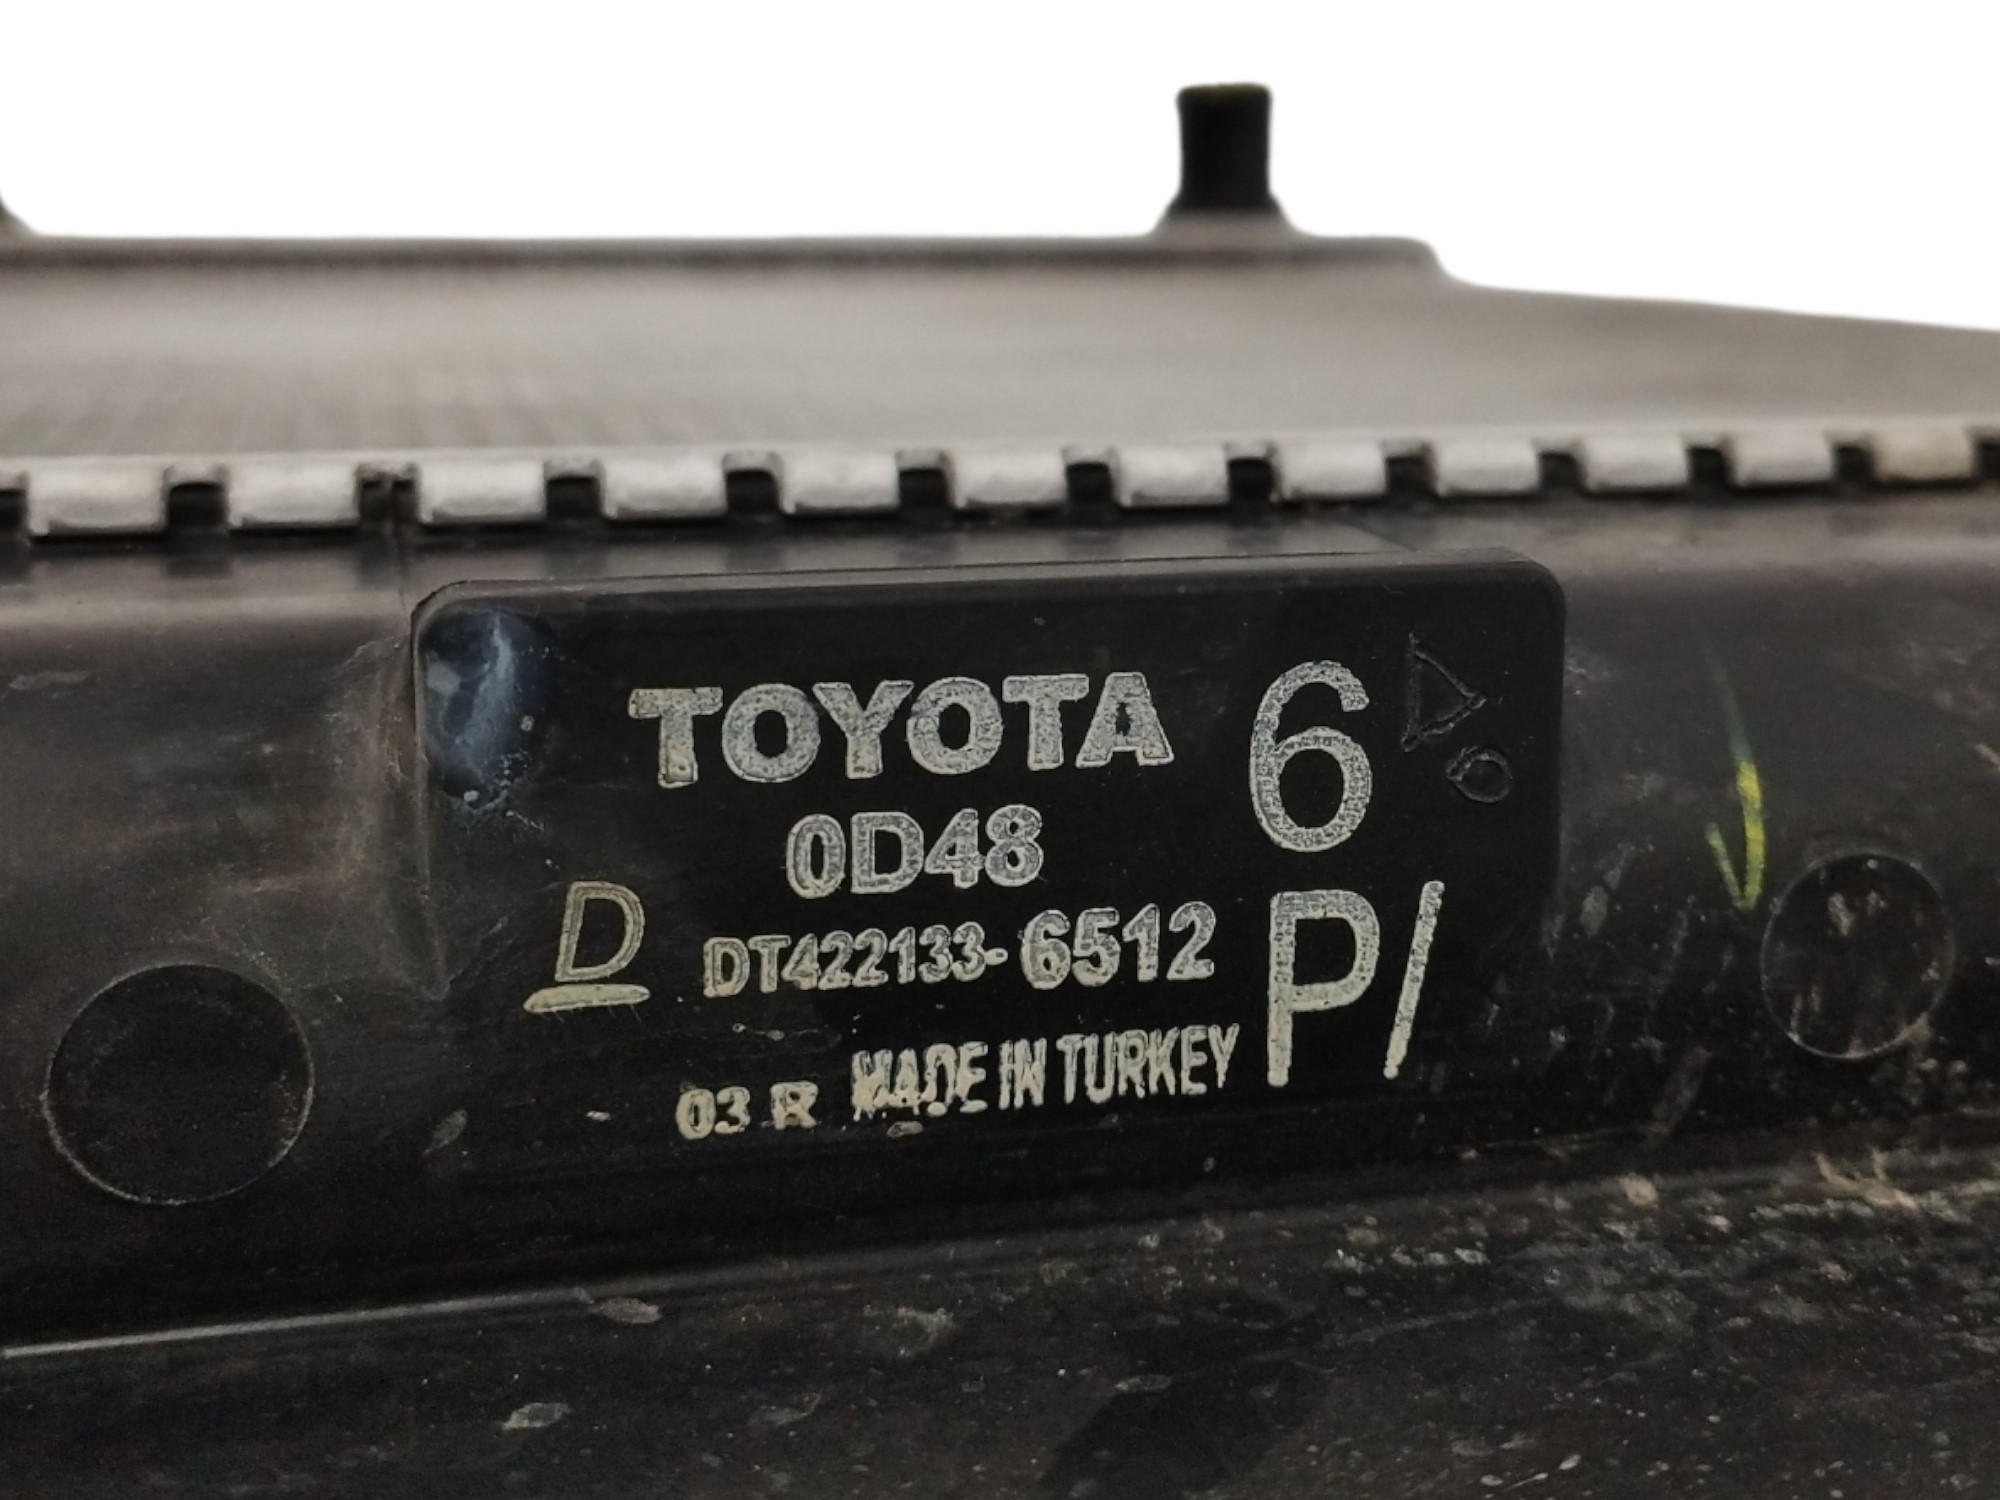 TOYOTA 6
0D48
D DT422133-6512 P/
03 R MADE IN TURKEY